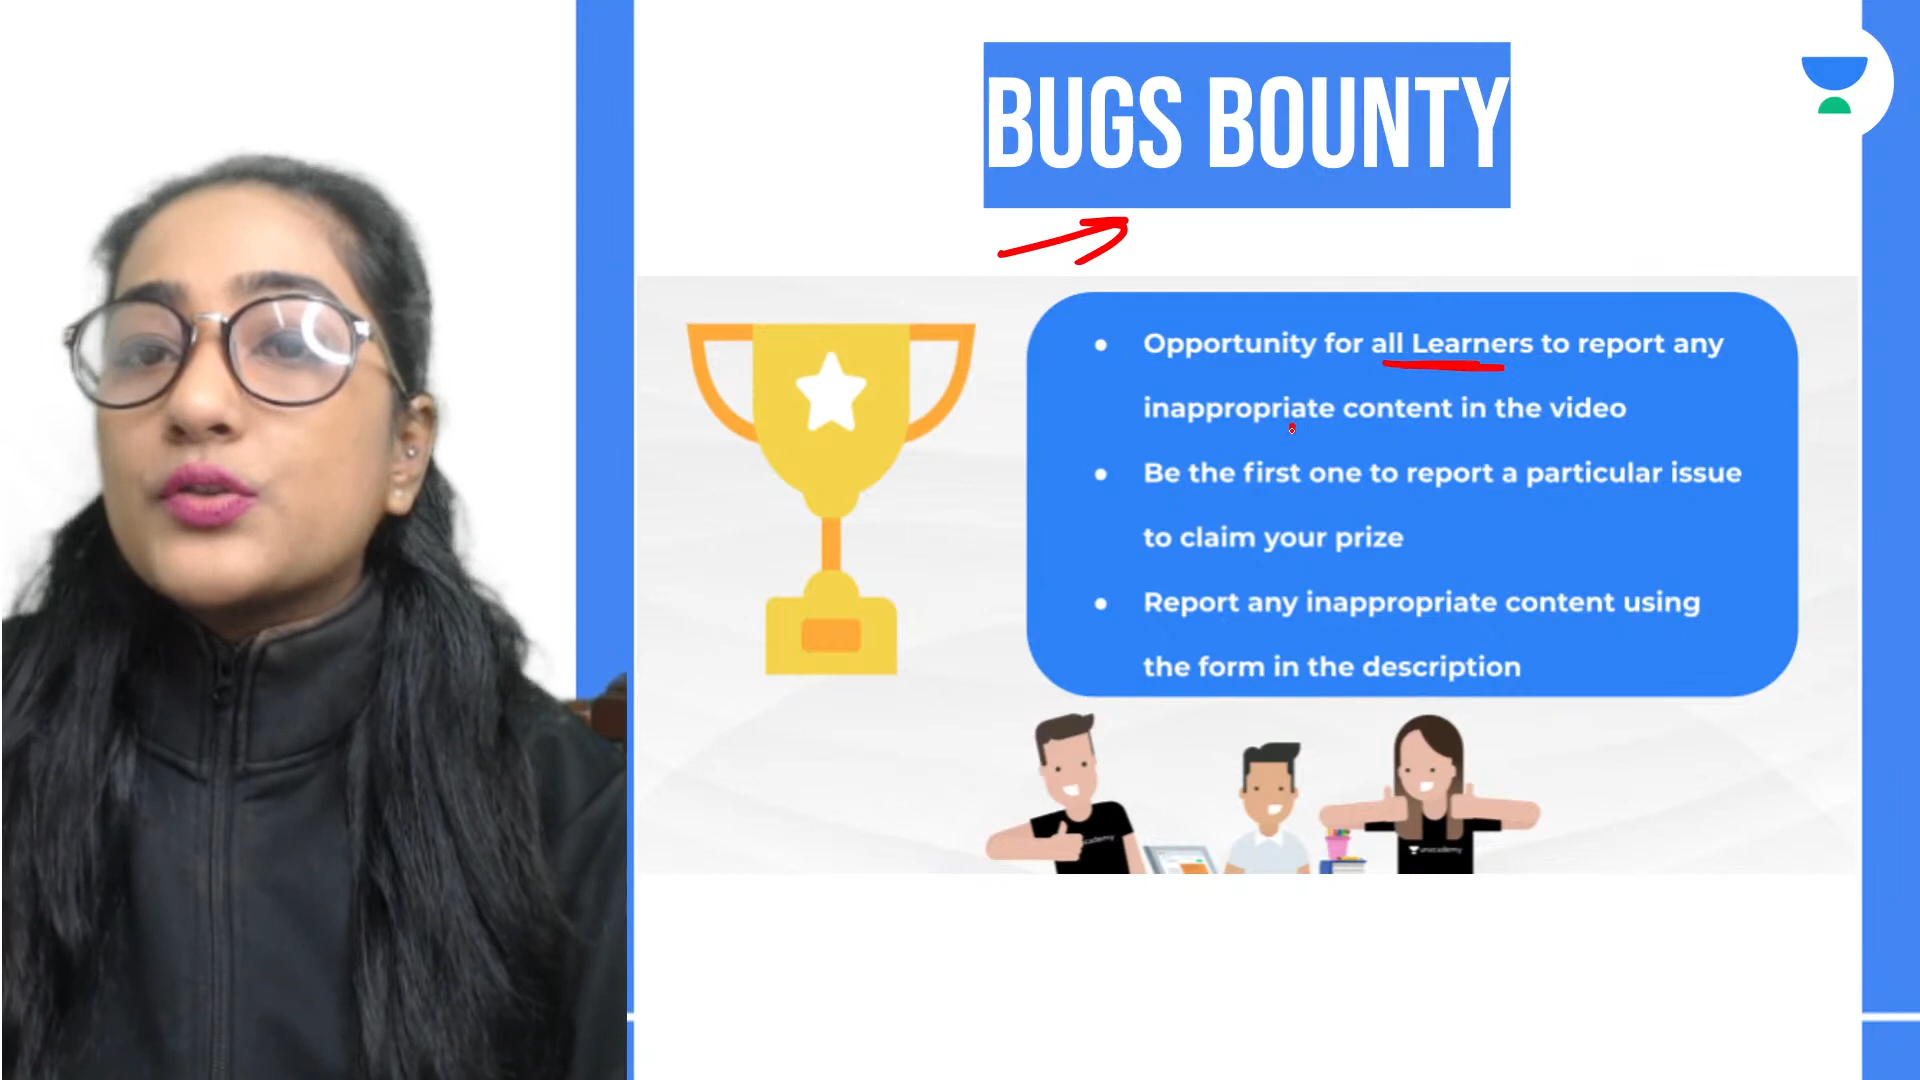 BUGS BOUNTY
• Opportunity for all Learners to report any
inappropriate content in the video
• Be the first one to report a particular issue
to claim your prize
• Report any inappropriate content using
the form in the description
unacademy